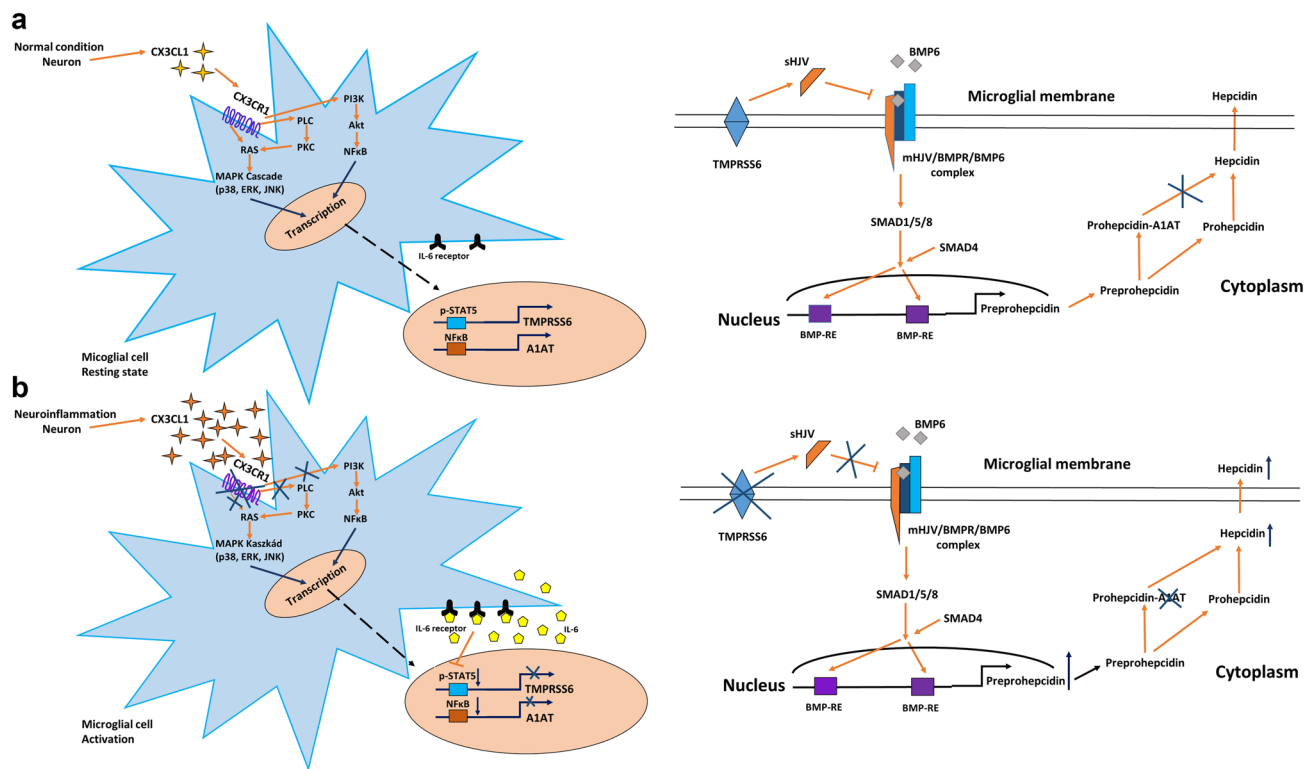 a
Normal condition
Neuron
CX3CL1
CX3CR1
PI3K
PLC
Akt
RAS
PKC
NFκB
MAPK Cascade
(p38, ERK, JNK)
Transcription
IL-6 receptor
p-STAT5
TMPRSS6
NFκB
A1AT
Micoglial cell
Resting state
BMP6
sHJV
Microglial membrane
Hepcidin
TMPRSS6
mHJV/BMPR/BMP6
complex
Hepcidin
SMAD1/5/8
Prohepcidin-A1AT
Prohepcidin
SMAD4
Preprohepcidin
Cytoplasm
Preprohepcidin
Nucleus
BMP-RE
BMP-RE
b
Neuroinflammation
Neuron
CX3CL1
CX3CR1
PI3K
PLC
Akt
RAS
PKC
NFκB
MAPK Kaszkád
(p38, ERK, JNK)
Transcription
IL-6 receptor
IL-6
p-STAT5
TMPRSS6
NFκB
A1AT
Microglial cell
Activation
BMP6
sHJV
Microglial membrane
Hepcidin
TMPRSS6
mHJV/BMPR/BMP6
complex
Hepcidin
SMAD1/5/8
Prohepcidin-A1AT
Prohepcidin
SMAD4
Preprohepcidin
Cytoplasm
Preprohepcidin
Nucleus
BMP-RE
BMP-RE